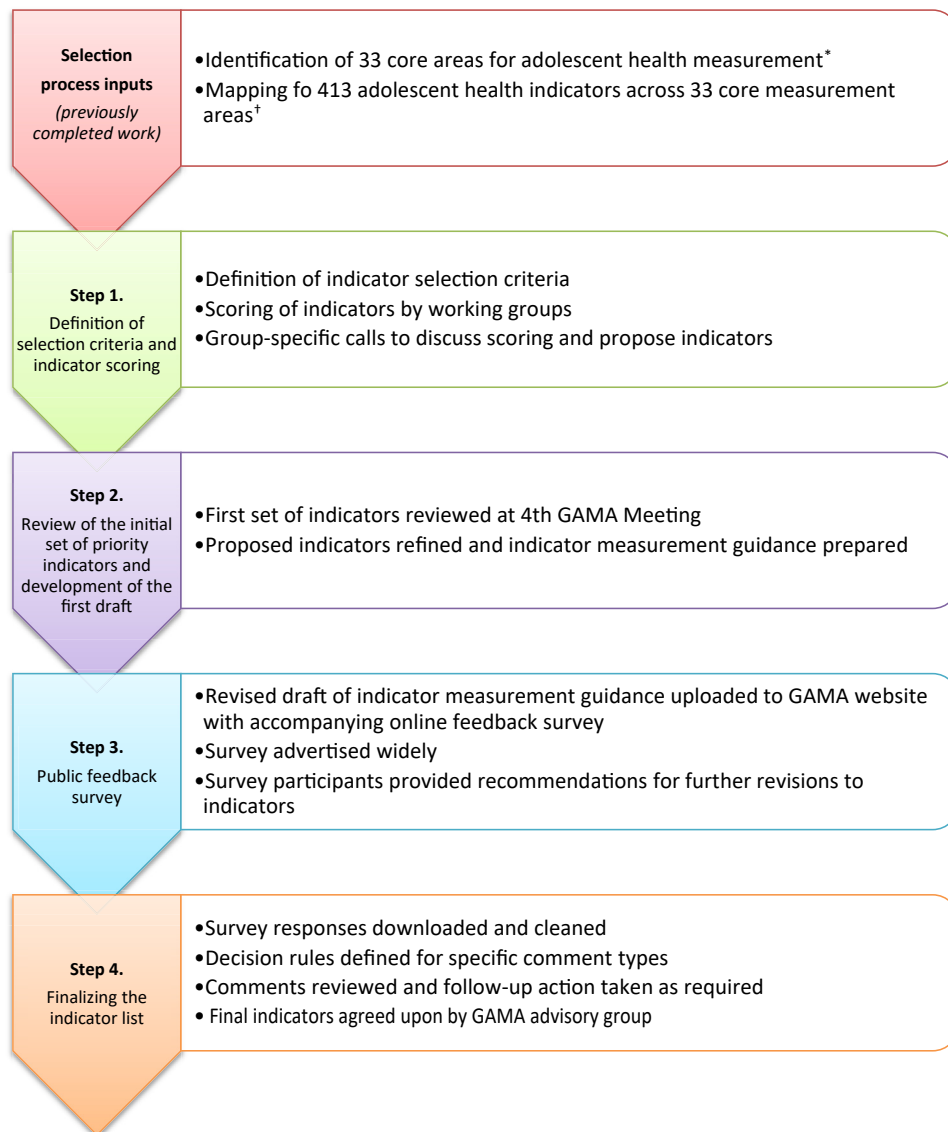 Selection
process inputs
(previously
completed work)
•Identification of 33 core areas for adolescent health measurement*
•Mapping fo 413 adolescent health indicators across 33 core measurement
areas†
Step 1.
Definition of
selection criteria and
indicator scoring
•Definition of indicator selection criteria
•Scoring of indicators by working groups
•Group-specific calls to discuss scoring and propose indicators
Step 2.
Review of the initial
set of priority
indicators and
development of the
first draft
•First set of indicators reviewed at 4th GAMA Meeting
•Proposed indicators refined and indicator measurement guidance prepared
Step 3.
Public feedback
survey
•Revised draft of indicator measurement guidance uploaded to GAMA website
with accompanying online feedback survey
•Survey advertised widely
•Survey participants provided recommendations for further revisions to
indicators
Step 4.
Finalizing the
indicator list
•Survey responses downloaded and cleaned
•Decision rules defined for specific comment types
•Comments reviewed and follow-up action taken as required
• Final indicators agreed upon by GAMA advisory group